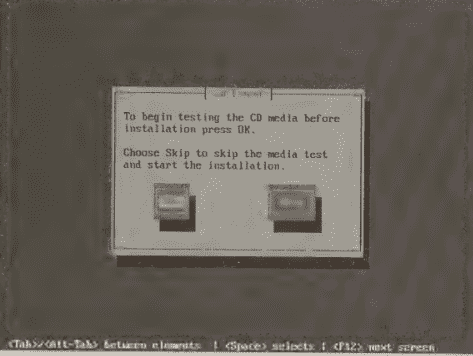 To begin testing the CD media before
installation press OK.
Choose Skip to skip the media test
and start the installation.
<Tab>/<Alt-Tab> between elements | <Space> selects | <F12> next screen